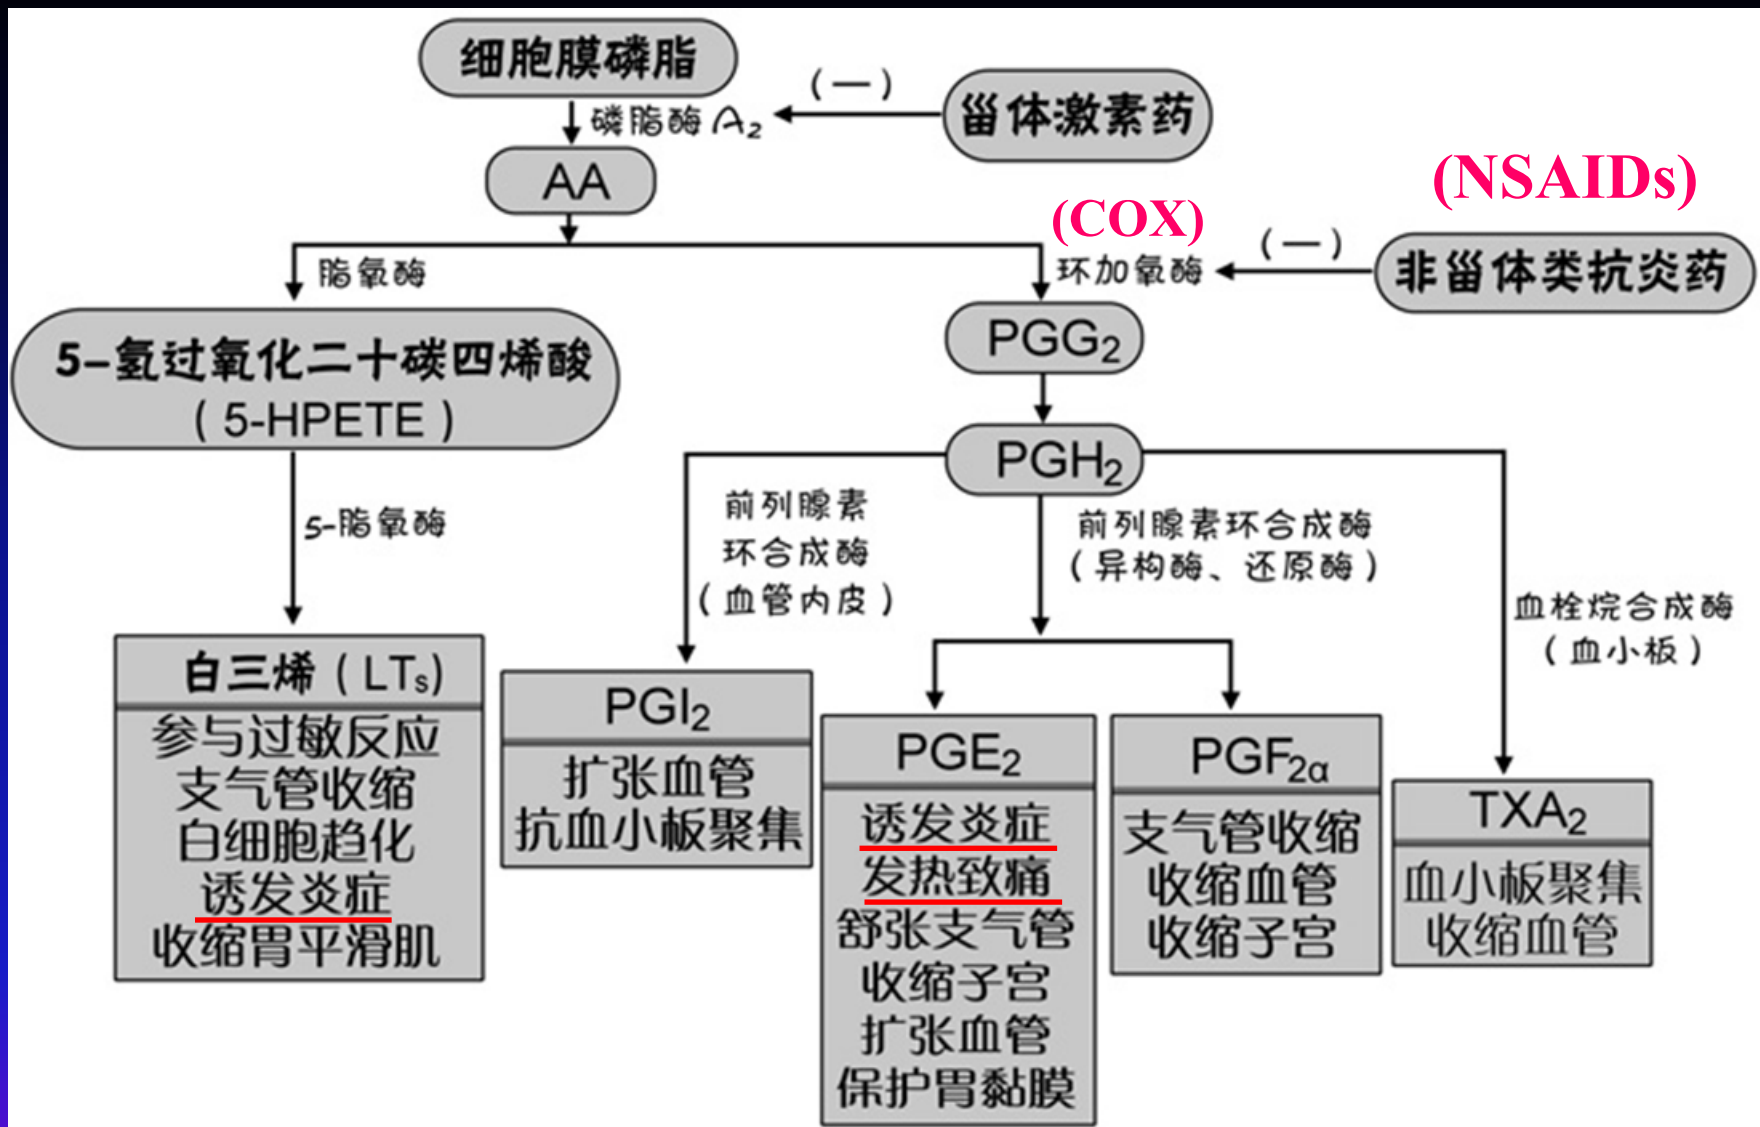 细胞膜磷脂
(一)
磷脂酶 A₂
甾体激素药
AA
(NSAIDs)
(COX)
(一)
脂氧酶
环加氧酶
非甾体类抗炎药
5-氢过氧化二十碳四烯酸
(5-HPETE)
PGG₂
PGH₂
5-脂氧酶
前列腺素
环合成酶
(血管内皮)
前列腺素环合成酶
(异构酶、还原酶)
血栓烷合成酶
(血小板)
白三烯(LTs)
参与过敏反应
支气管收缩
白细胞趋化
诱发炎症
收缩胃平滑肌
PGI₂
扩张血管
抗血小板聚集
PGE₂
诱发炎症
发热致痛
舒张支气管
收缩子宫
扩张血管
保护胃黏膜
PGF₂α
支气管收缩
收缩血管
收缩子宫
TXA₂
血小板聚集
收缩血管